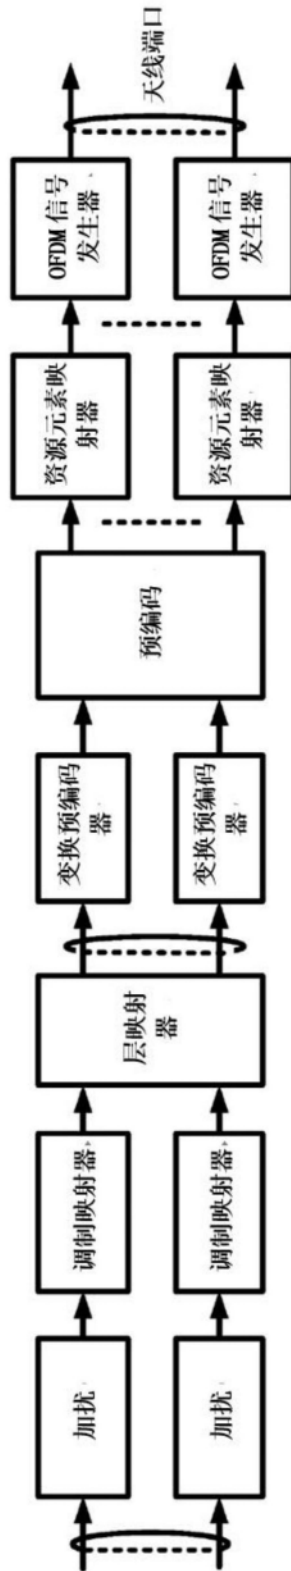 加扰
调制映射器
层映射
器
变换预编码
器
预编码
资源元素映
射器
OFDM 信号
发生器
天线端口
加扰
调制映射器
变换预编码
器
资源元素映
射器
OFDM 信号
发生器